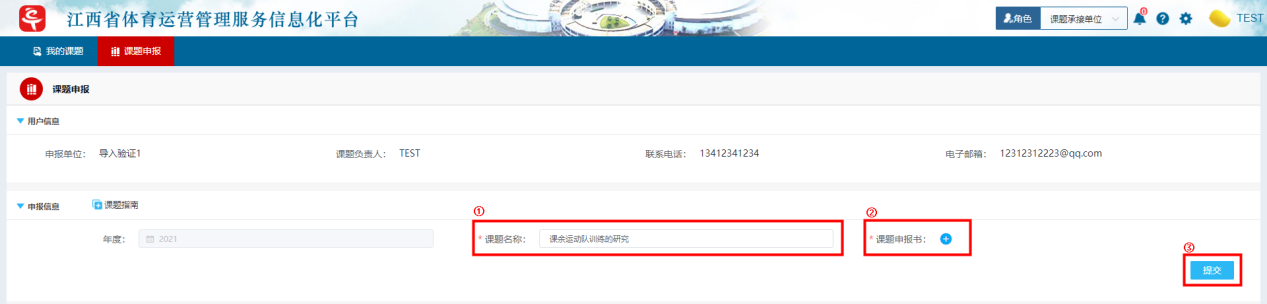 江西省体育运营管理服务信息化平台
角色 课题承接单位 0 TEST
我的课题 课题申报
课题申报
用户信息
申报单位： 导入验证1 课题负责人： TEST 联系电话： 13412341234 电子邮箱： 12312312223@qq.com
申报信息 课题指南
① ②
年度： 2021 *课题名称： 课余运动队训练的研究 *课题申报书：
③
提交